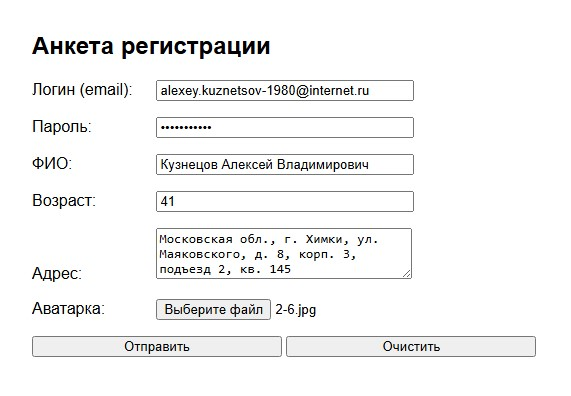 Анкета регистрации
Логин (email): alexey.kuznetsov-1980@internet.ru
Пароль: •••••••••••
ФИО: Кузнецов Алексей Владимирович
Возраст: 41
Адрес: Московская обл., г. Химки, ул.
Маяковского, д. 8, корп. 3,
подъезд 2, кв. 145
Аватарка: Выберите файл 2-6.jpg
Отправить Очистить